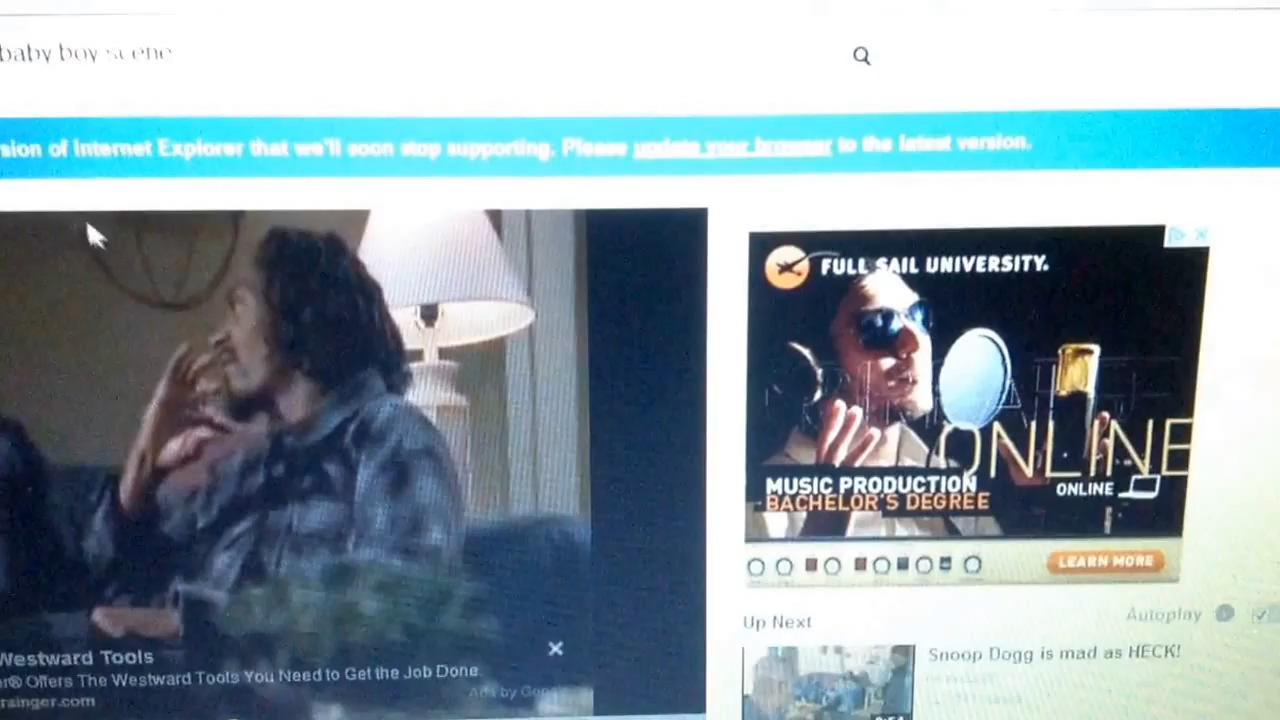 baby boy scene
sion of Internet Explorer that we'll soon stop supporting. Please update your browser to the latest version.
FULL SAIL UNIVERSITY.
ONLINE
MUSIC PRODUCTION
BACHELOR'S DEGREE
ONLINE
LEARN MORE
Up Next
Autoplay
Snoop Dogg is mad as HECK!
Westward Tools
r® Offers The Westward Tools You Need to Get the Job Done
Ads by
rainger.com